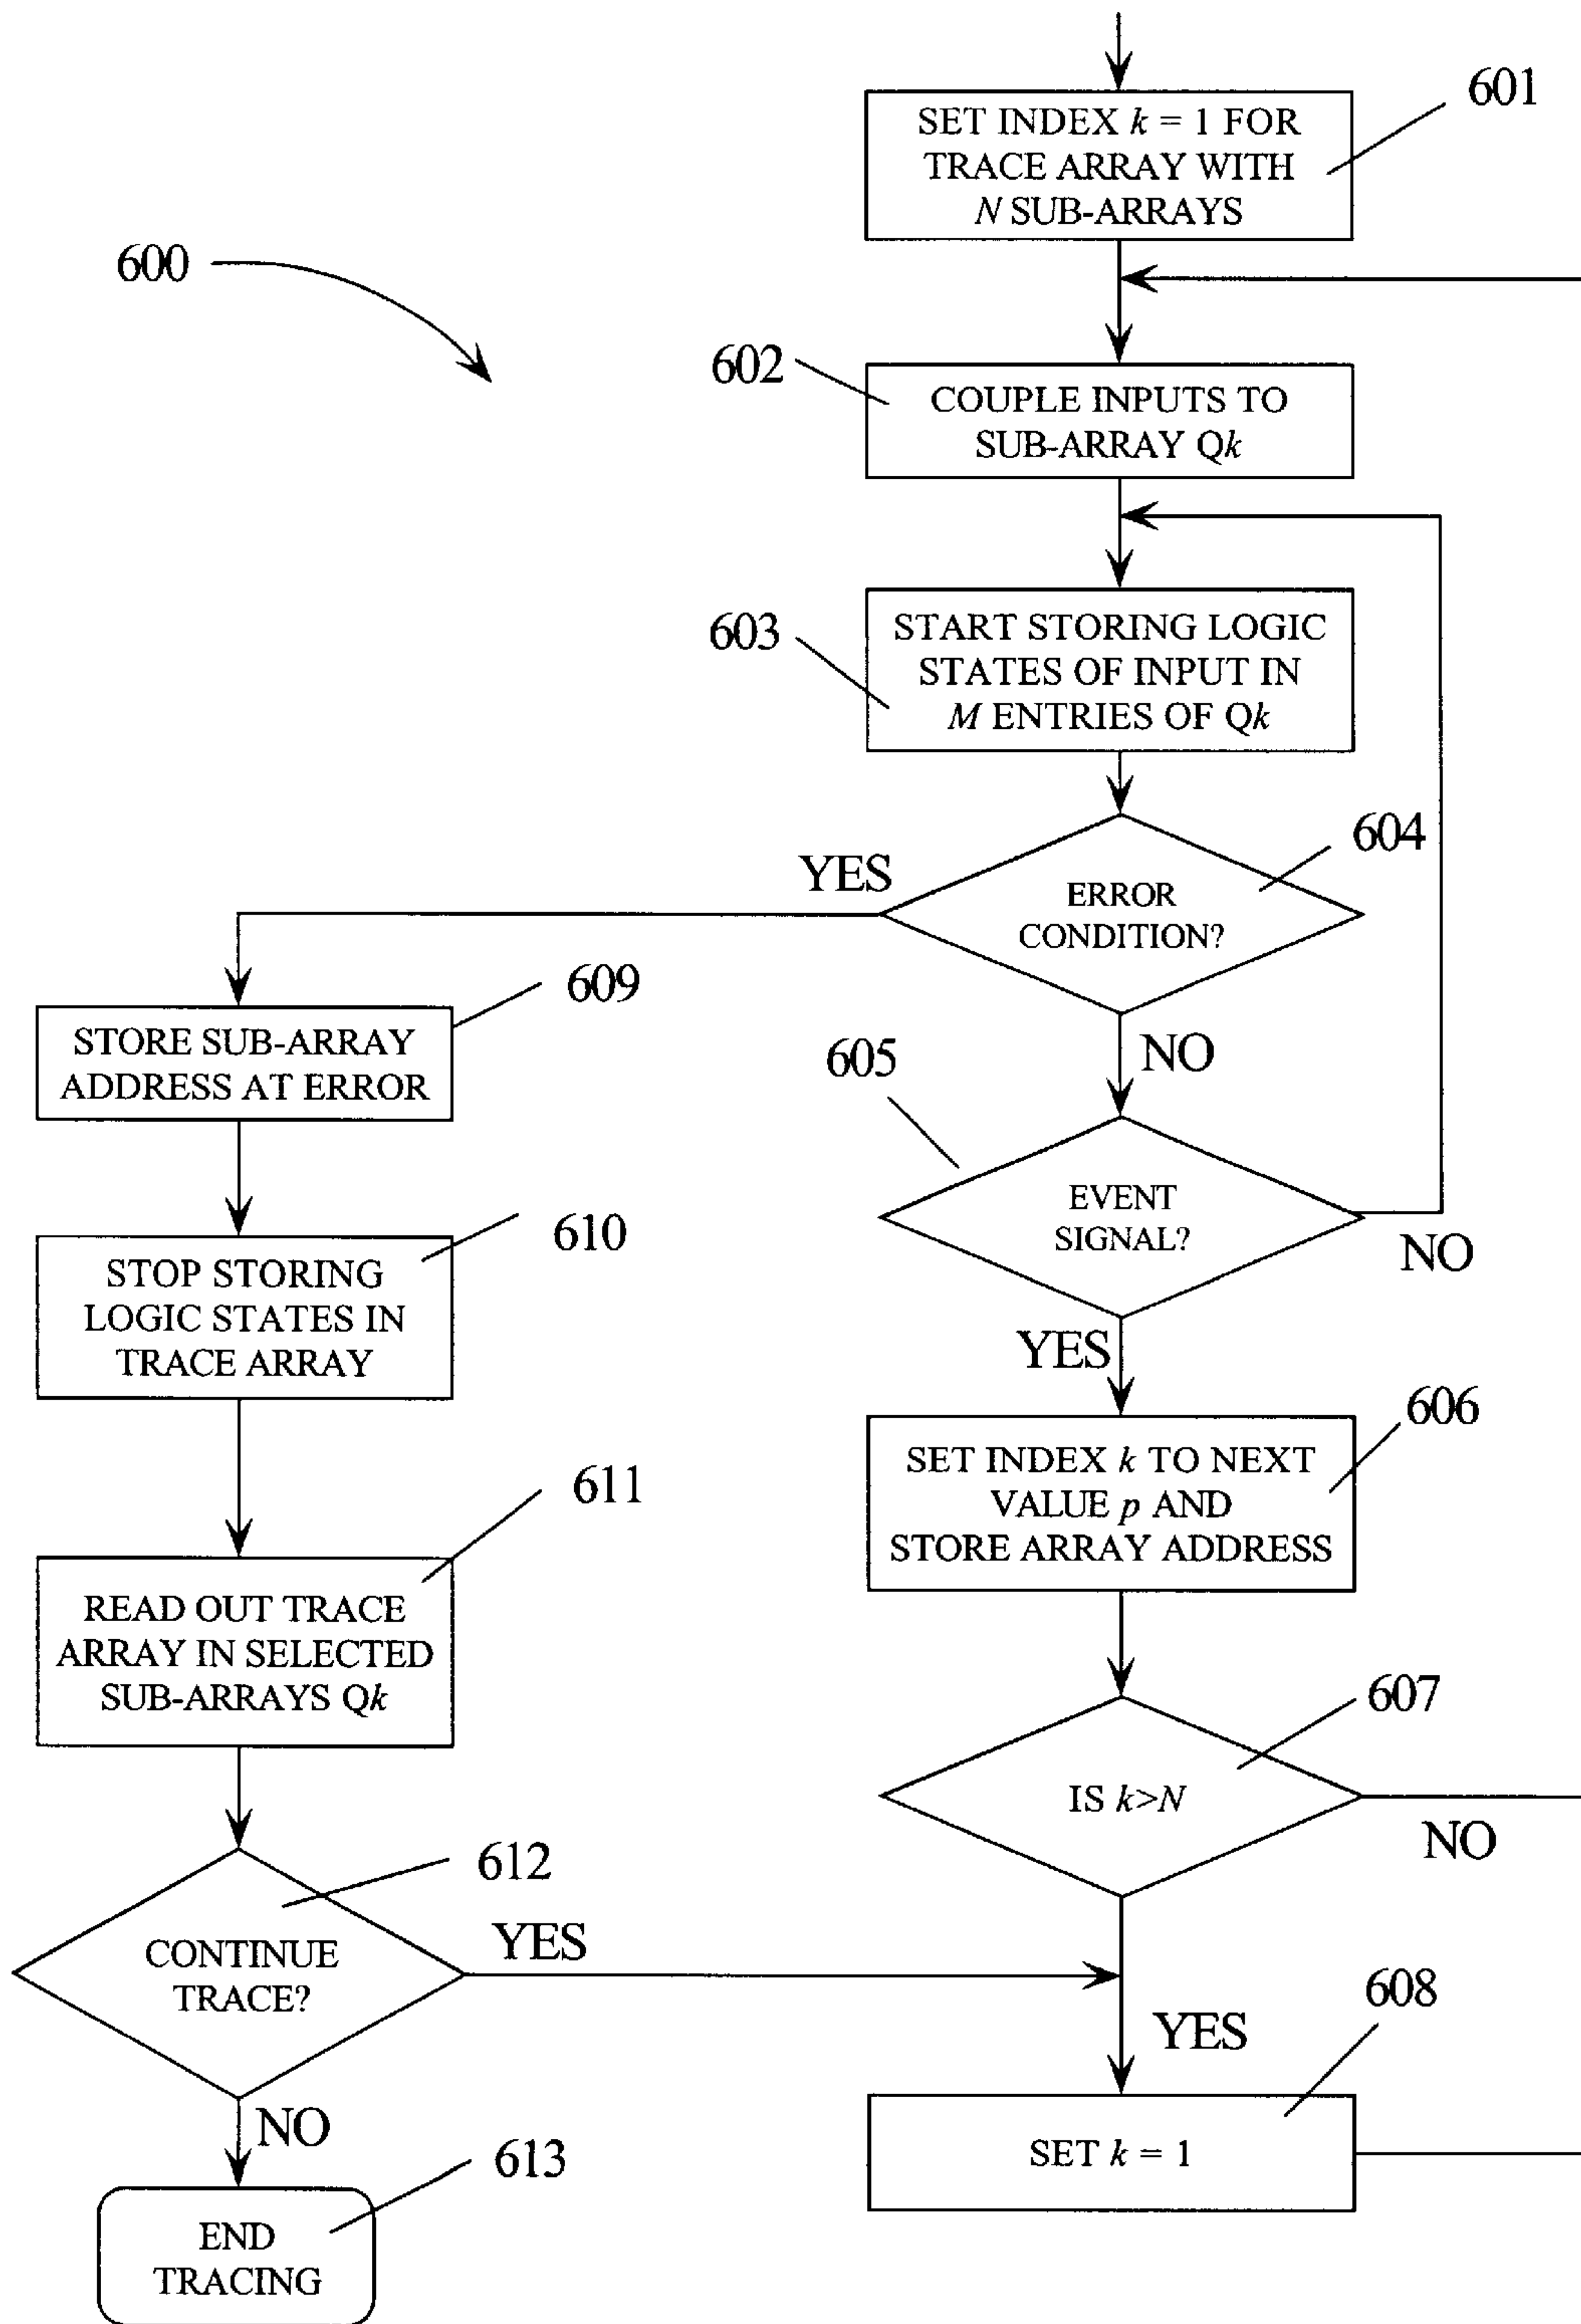 601
SET INDEX k = 1 FOR
TRACE ARRAY WITH
N SUB-ARRAYS
600
602
COUPLE INPUTS TO
SUB-ARRAY Qk
603
START STORING LOGIC
STATES OF INPUT IN
M ENTRIES OF Qk
604
YES
ERROR
CONDITION?
609
NO
STORE SUB-ARRAY
ADDRESS AT ERROR
605
EVENT
SIGNAL?
NO
610
STOP STORING
LOGIC STATES IN
TRACE ARRAY
YES
606
SET INDEX k TO NEXT
VALUE p AND
STORE ARRAY ADDRESS
611
READ OUT TRACE
ARRAY IN SELECTED
SUB-ARRAYS Qk
607
IS k>N
NO
612
CONTINUE
TRACE?
YES
608
YES
SET k = 1
NO
613
END
TRACING